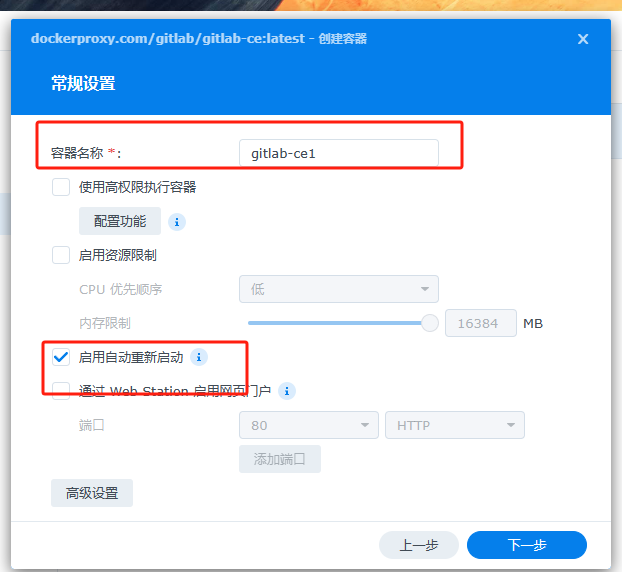 dockerproxy.com/gitlab/gitlab-ce:latest - 创建容器
常规设置
容器名称 *: gitlab-ce1
使用高权限执行容器
配置功能
启用资源限制
CPU 优先顺序 低
内存限制 16384 MB
启用自动重新启动
通过 Web Station 启用网页门户
端口 80 HTTP
添加端口
高级设置
上一步 下一步